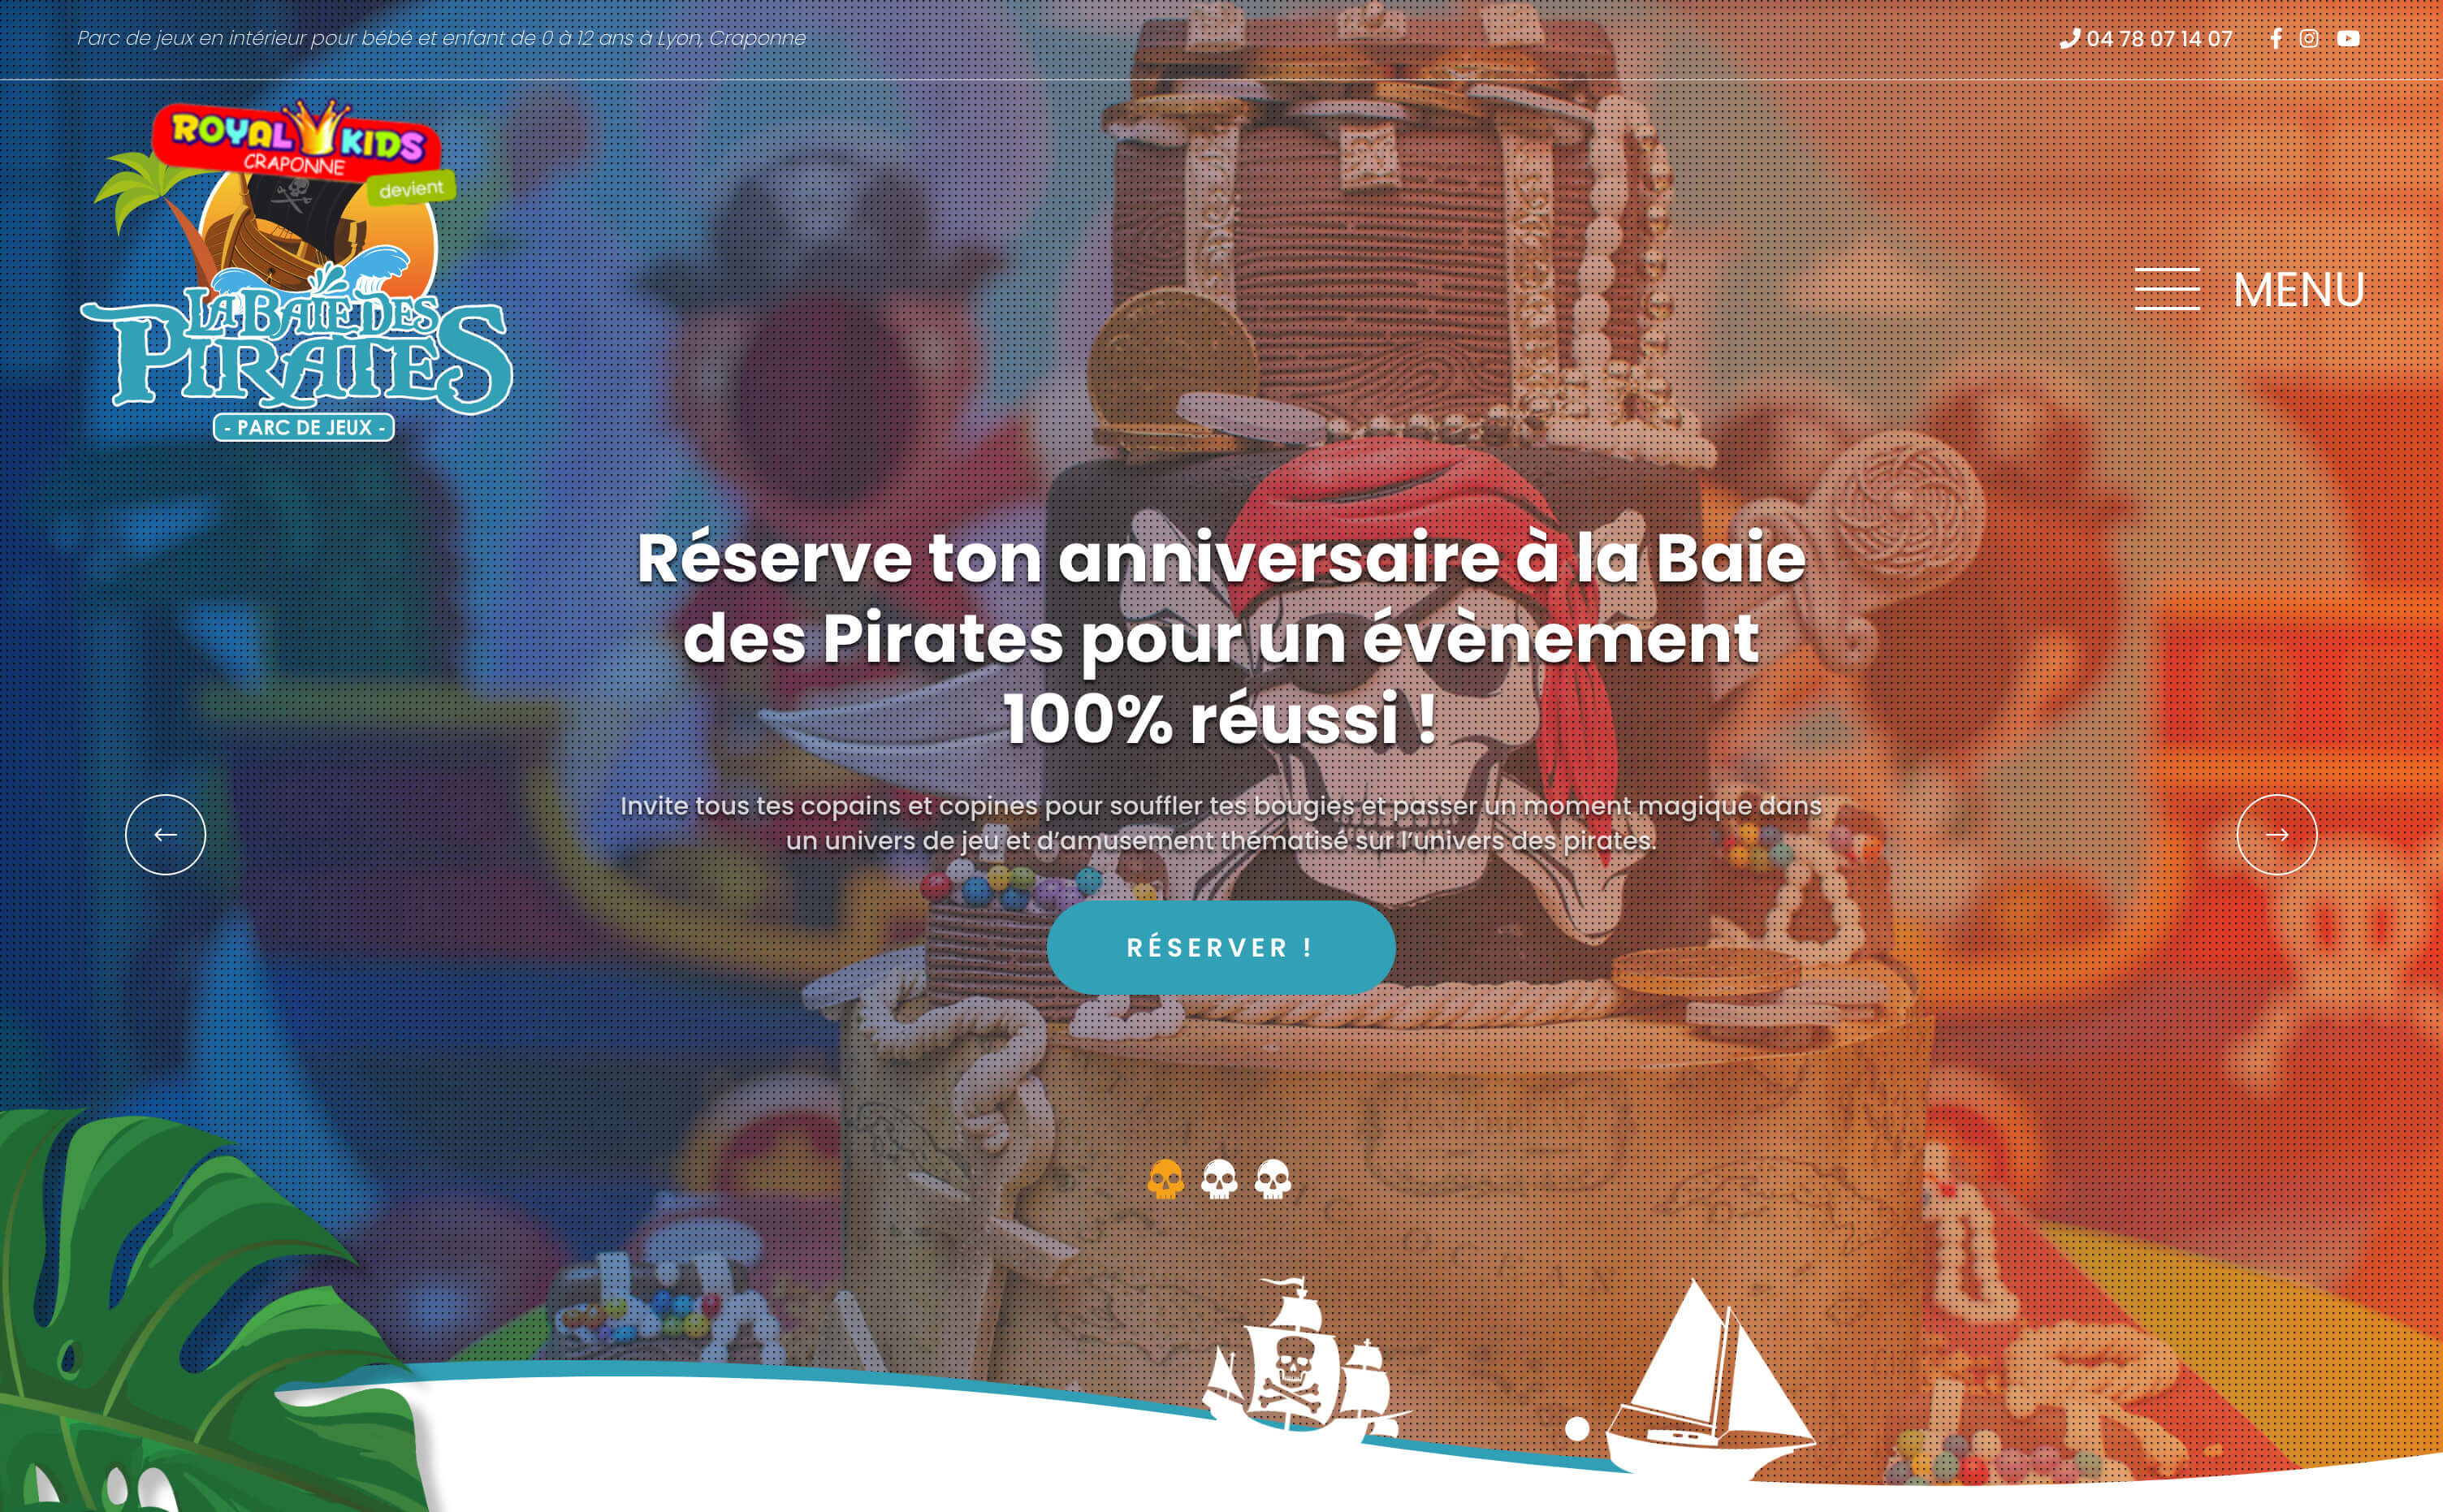 Parc de jeux en intérieur pour bébé et enfant de 0 à 12 ans à Lyon, Craponne
04 78 07 14 07
ROYAL KIDS
CRAPONNE
devient
LA BAIE DES
PIRATES
- PARC DE JEUX -
MENU
Réserve ton anniversaire à la Baie
des Pirates pour un évènement
100% réussi !
Invite tous tes copains et copines pour souffler tes bougies et passer un moment magique dans
un univers de jeu et d’amusement thématisé sur l’univers des pirates.
RÉSERVER !